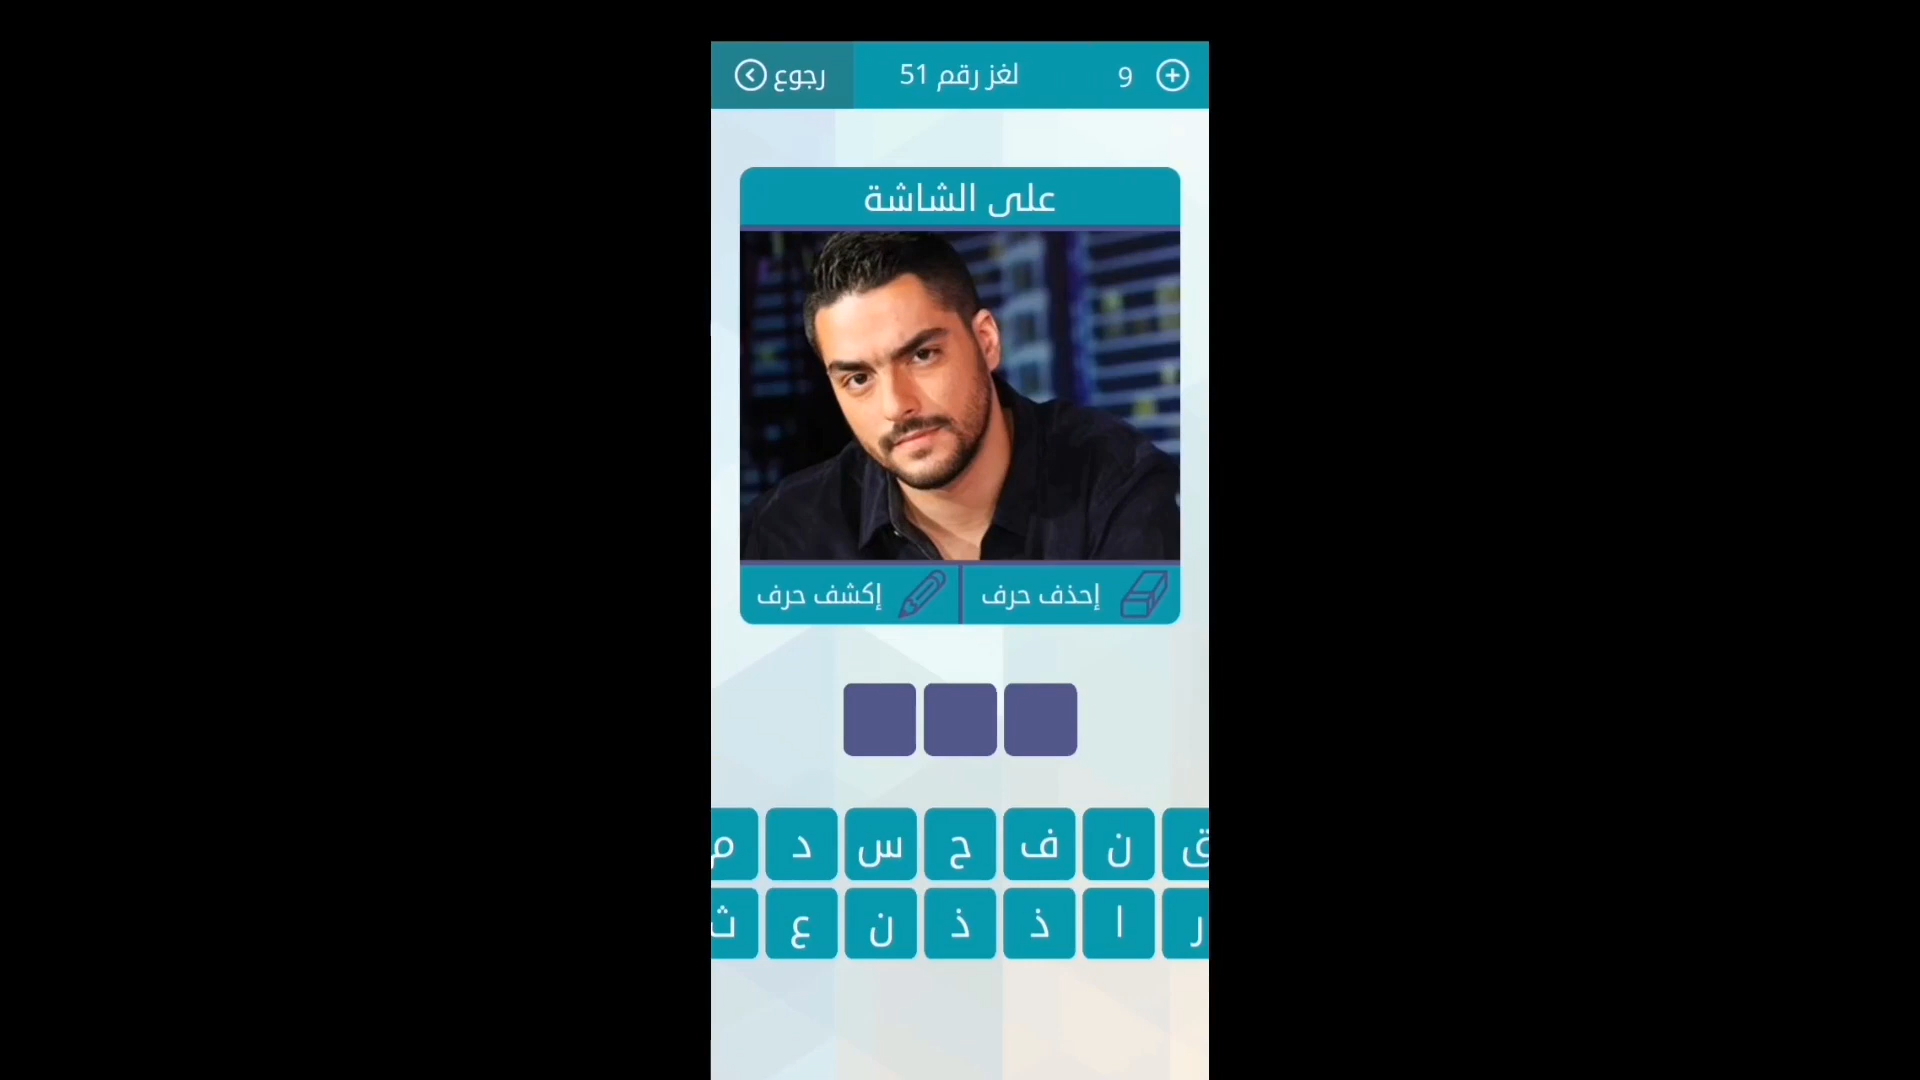 رجوع لغز رقم 51 9
على الشاشة
إحذف حرف إكشف حرف
ق ن ف ح س د م
ر ا ذ ذ ن ع ث